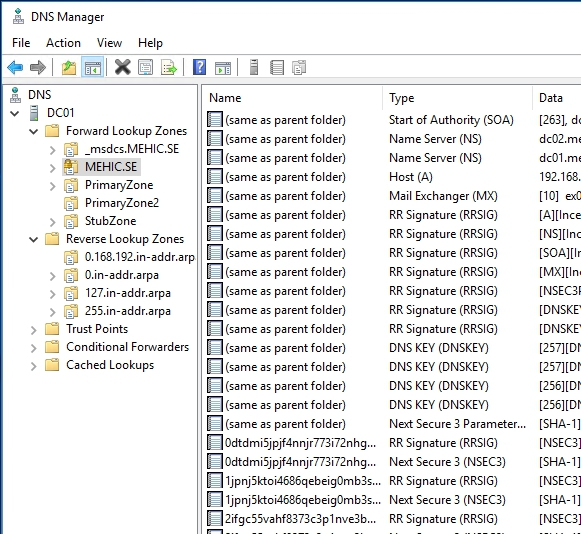 DNS Manager
File Action View Help
DNS
DC01
Forward Lookup Zones
_msdcs.MEHIC.SE
MEHIC.SE
PrimaryZone
PrimaryZone2
StubZone
Reverse Lookup Zones
0.168.192.in-addr.arp
0.in-addr.arpa
127.in-addr.arpa
255.in-addr.arpa
Trust Points
Conditional Forwarders
Cached Lookups
Name Type Data
(same as parent folder) Start of Authority (SOA) [263], dc
(same as parent folder) Name Server (NS) dc02.me
(same as parent folder) Name Server (NS) dc01.me
(same as parent folder) Host (A) 192.168.
(same as parent folder) Mail Exchanger (MX) [10] ex0
(same as parent folder) RR Signature (RRSIG) [A][Ince
(same as parent folder) RR Signature (RRSIG) [NS][Inc
(same as parent folder) RR Signature (RRSIG) [SOA][In
(same as parent folder) RR Signature (RRSIG) [MX][Inc
(same as parent folder) RR Signature (RRSIG) [NSEC3P
(same as parent folder) RR Signature (RRSIG) [DNSKEY
(same as parent folder) RR Signature (RRSIG) [DNSKEY
(same as parent folder) DNS KEY (DNSKEY) [257][DN
(same as parent folder) DNS KEY (DNSKEY) [257][DN
(same as parent folder) DNS KEY (DNSKEY) [256][DN
(same as parent folder) DNS KEY (DNSKEY) [256][DN
(same as parent folder) Next Secure 3 Parameter... [SHA-1]
0dtdmi5jpjf4nnjr773i72nhg... RR Signature (RRSIG) [NSEC3]
0dtdmi5jpjf4nnjr773i72nhg... Next Secure 3 (NSEC3) [SHA-1]
1jpnj5ktoi4686qebeig0mb3s... RR Signature (RRSIG) [NSEC3]
1jpnj5ktoi4686qebeig0mb3s... Next Secure 3 (NSEC3) [SHA-1]
2ifgc55vahf8373c3p1nve3b... RR Signature (RRSIG) [NSEC3]